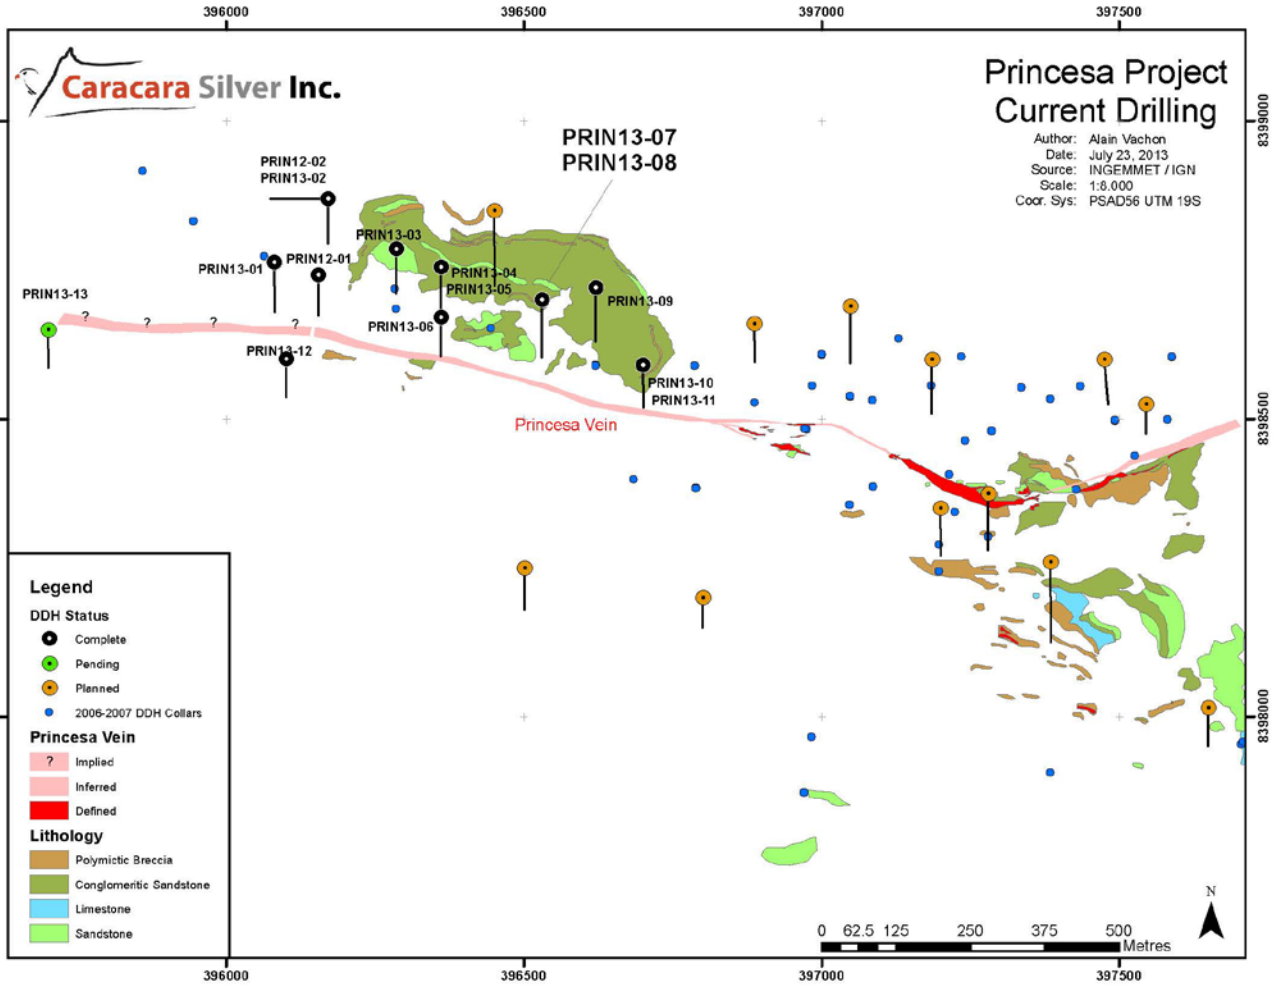 396000
396500
397000
397500
Caracara Silver Inc.
Princesa Project
Current Drilling
Author: Alain Vachon
Date: July 23, 2013
Source: INGEMMET / IGN
Scale: 1:8.000
Coor. Sys: PSAD56 UTM 19S
8399000
PRIN13-07
PRIN13-08
PRIN12-02
PRIN13-02
PRIN13-03
PRIN12-01
PRIN13-01
PRIN13-04
PRIN13-05
PRIN13-13
PRIN13-09
PRIN13-06
? ? ? ?
PRIN13-12
PRIN13-10
PRIN13-11
Princesa Vein
8398500
Legend
DDH Status
Complete
Pending
Planned
2006-2007 DDH Collars
Princesa Vein
? Implied
Inferred
Defined
Lithology
Polymictic Breccia
Conglomeritic Sandstone
Limestone
Sandstone
8398000
N
0 62.5 125 250 375 500
Metres
396000
396500
397000
397500